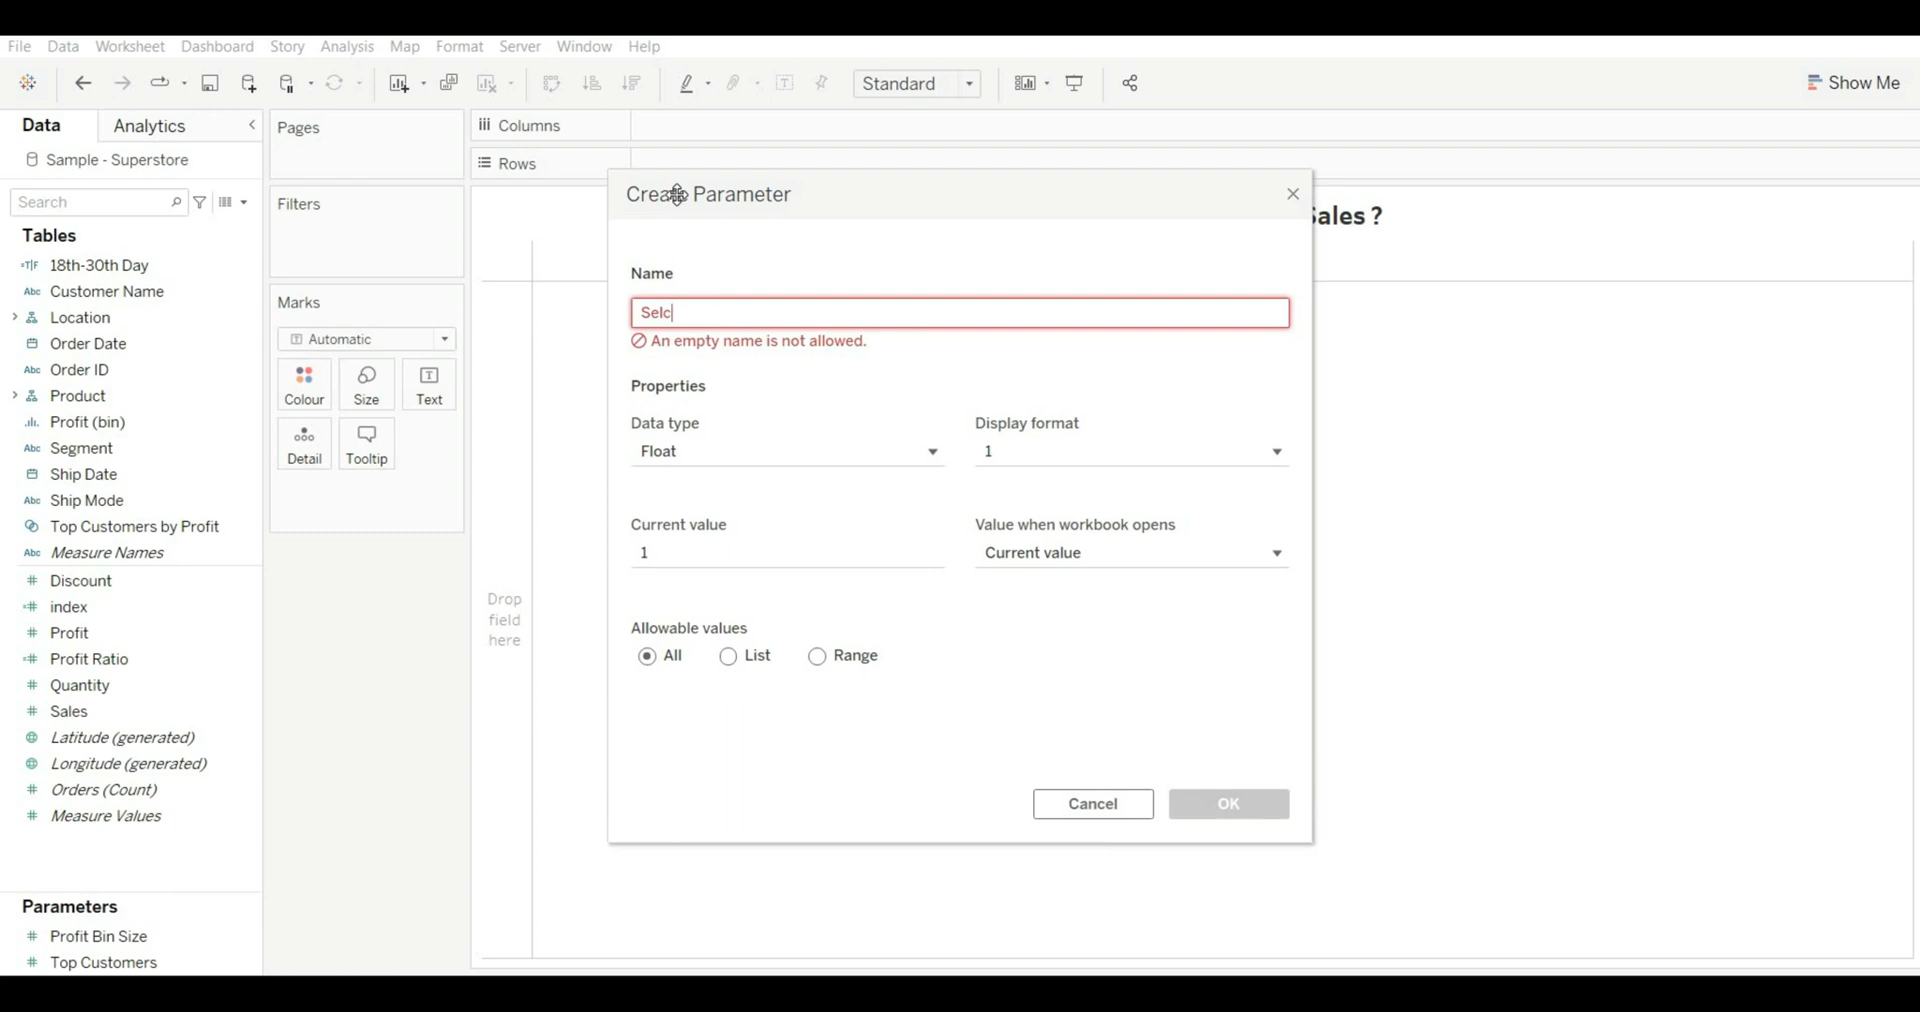 File Data Worksheet Dashboard Story Analysis Map Format Server Window Help
Standard
Show Me
Data Analytics
Sample - Superstore
Search
Tables
18th-30th Day
Customer Name
Location
Order Date
Order ID
Product
Profit (bin)
Segment
Ship Date
Ship Mode
Top Customers by Profit
Measure Names
Discount
index
Profit
Profit Ratio
Quantity
Sales
Latitude (generated)
Longitude (generated)
Orders (Count)
Measure Values
Parameters
Profit Bin Size
Top Customers
Pages
Filters
Marks
Automatic
Colour Size Text
Detail Tooltip
Columns
Rows
Sales ?
Drop
field
here
Create Parameter
Name
Selc
An empty name is not allowed.
Properties
Data type Display format
Float 1
Current value Value when workbook opens
1 Current value
Allowable values
All List Range
Cancel OK